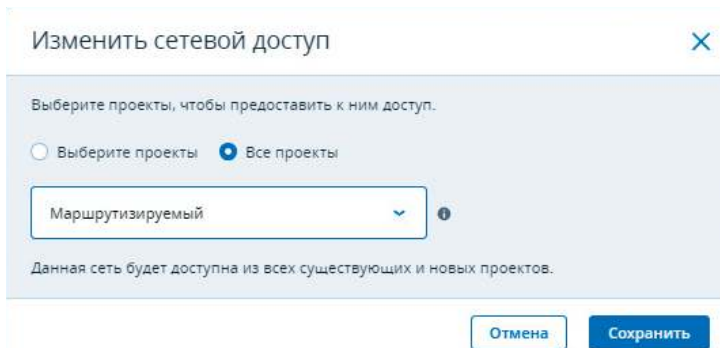 Изменить сетевой доступ
Выберите проекты, чтобы предоставить к ним доступ.
Выберите проекты Все проекты
Маршрутизируемый
Данная сеть будет доступна из всех существующих и новых проектов.
Отмена Сохранить